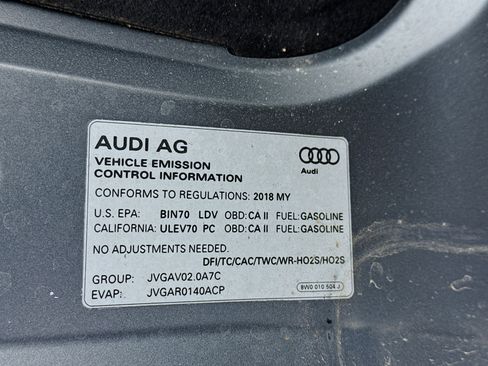 AUDI AG
VEHICLE EMISSION
CONTROL INFORMATION
Audi
CONFORMS TO REGULATIONS: 2018 MY
U.S. EPA: BIN70 LDV OBD: CA II FUEL: GASOLINE
CALIFORNIA: ULEV70 PC OBD: CA II FUEL: GASOLINE
NO ADJUSTMENTS NEEDED.
DFI/TC/CAC/TWC/WR-HO2S/HO2S
GROUP: JVGAV02.0A7C
EVAP: JVGAR0140ACP
8W0 010 504 J